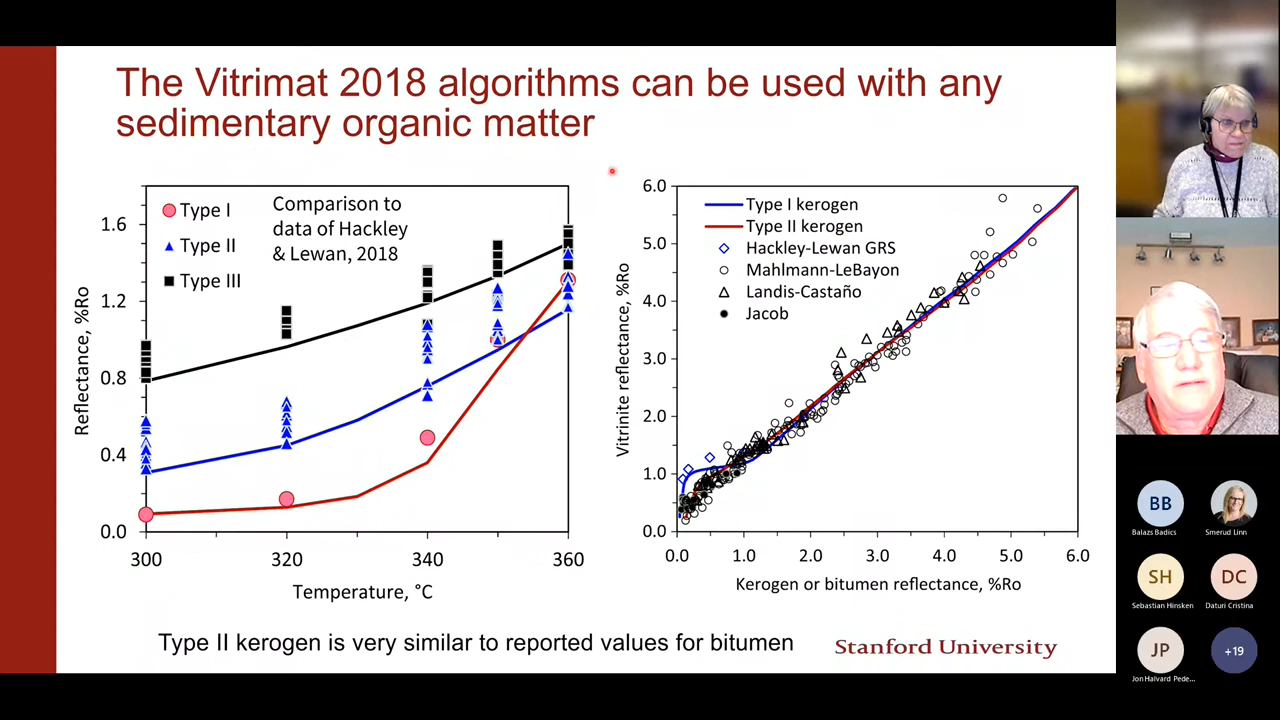 The Vitrimat 2018 algorithms can be used with any
sedimentary organic matter
Type I
Type II
Type III
Comparison to
data of Hackley
& Lewan, 2018
1.6
1.2
0.8
0.4
0.0
Reflectance, %Ro
300
320
340
360
Temperature, °C
Type I kerogen
Type II kerogen
Hackley-Lewan GRS
Mahlmann-LeBayon
Landis-Castaño
Jacob
6.0
5.0
4.0
3.0
2.0
1.0
0.0
Vitrinite reflectance, %Ro
0.0
1.0
2.0
3.0
4.0
5.0
6.0
Kerogen or bitumen reflectance, %Ro
Type II kerogen is very similar to reported values for bitumen
Stanford University
BB
Balazs Badics
Smerud Linn
SH
Sebastian Hinsken
DC
Daturi Cristina
JP
Jon Halvard Pede...
+19